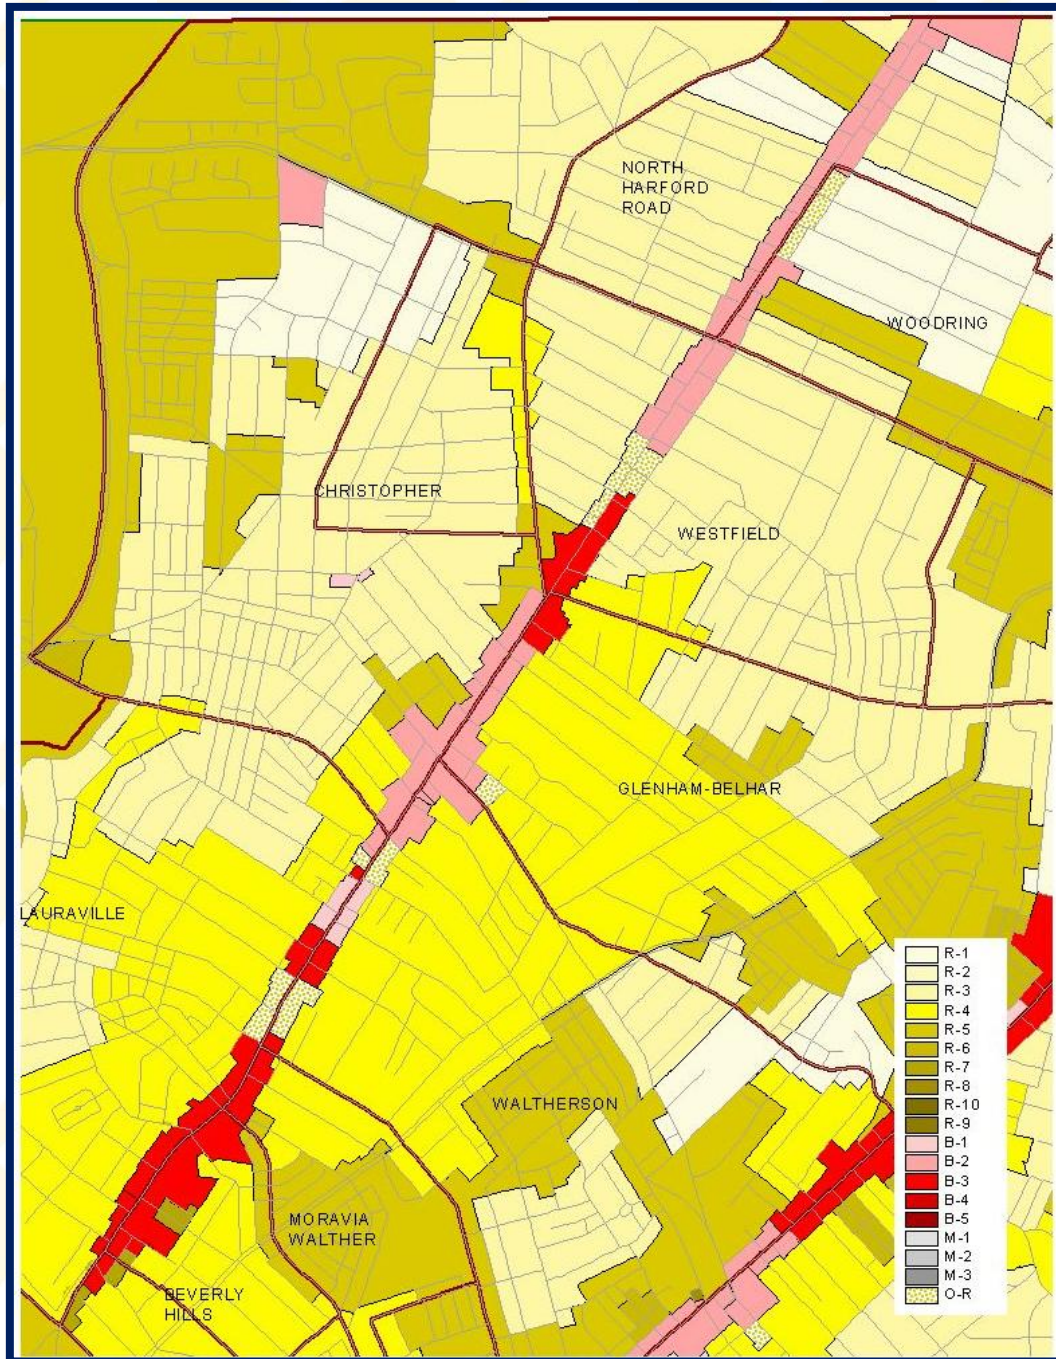 NORTH
HARFORD
ROAD
WOODRING
CHRISTOPHER
WESTFIELD
GLENHAM-BELHAR
LAURAVILLE
WALTHERSON
MORAVIA
WALTHER
BEVERLY
HILLS
R-1
R-2
R-3
R-4
R-5
R-6
R-7
R-8
R-10
R-9
B-1
B-2
B-3
B-4
B-5
M-1
M-2
M-3
O-R